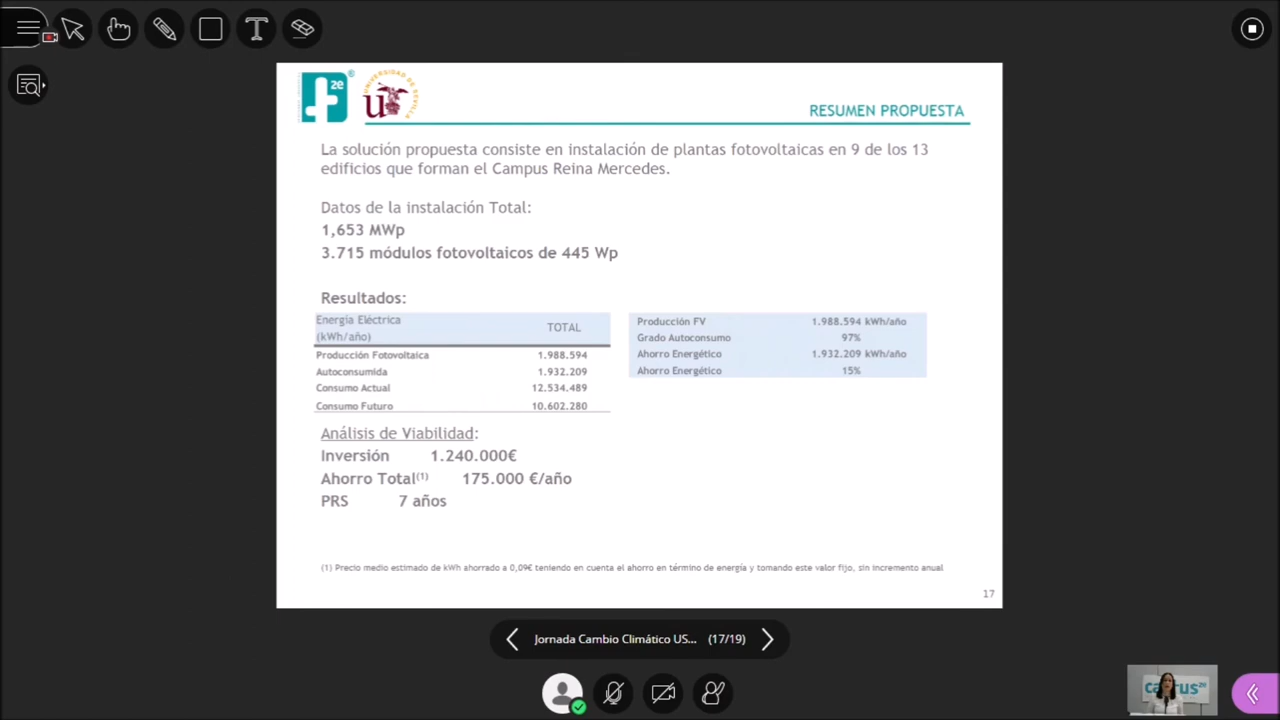 2e
UNIVERSIDAD DE SEVILLA
RESUMEN PROPUESTA
La solución propuesta consiste en instalación de plantas fotovoltaicas en 9 de los 13
edificios que forman el Campus Reina Mercedes.
Datos de la instalación Total:
1,653 MWp
3.715 módulos fotovoltaicos de 445 Wp
Resultados:
Energía Eléctrica
(kWh/año) TOTAL
Producción Fotovoltaica 1.988.594
Autoconsumida 1.932.209
Consumo Actual 12.534.489
Consumo Futuro 10.602.280
Producción FV 1.988.594 kWh/año
Grado Autoconsumo 97%
Ahorro Energético 1.932.209 kWh/año
Ahorro Energético 15%
Análisis de Viabilidad:
Inversión 1.240.000€
Ahorro Total(1) 175.000 €/año
PRS 7 años
(1) Precio medio estimado de kWh ahorrado a 0,09€ teniendo en cuenta el ahorro en término de energía y tomando este valor fijo, sin incremento anual
17
Jornada Cambio Climático US... (17/19)